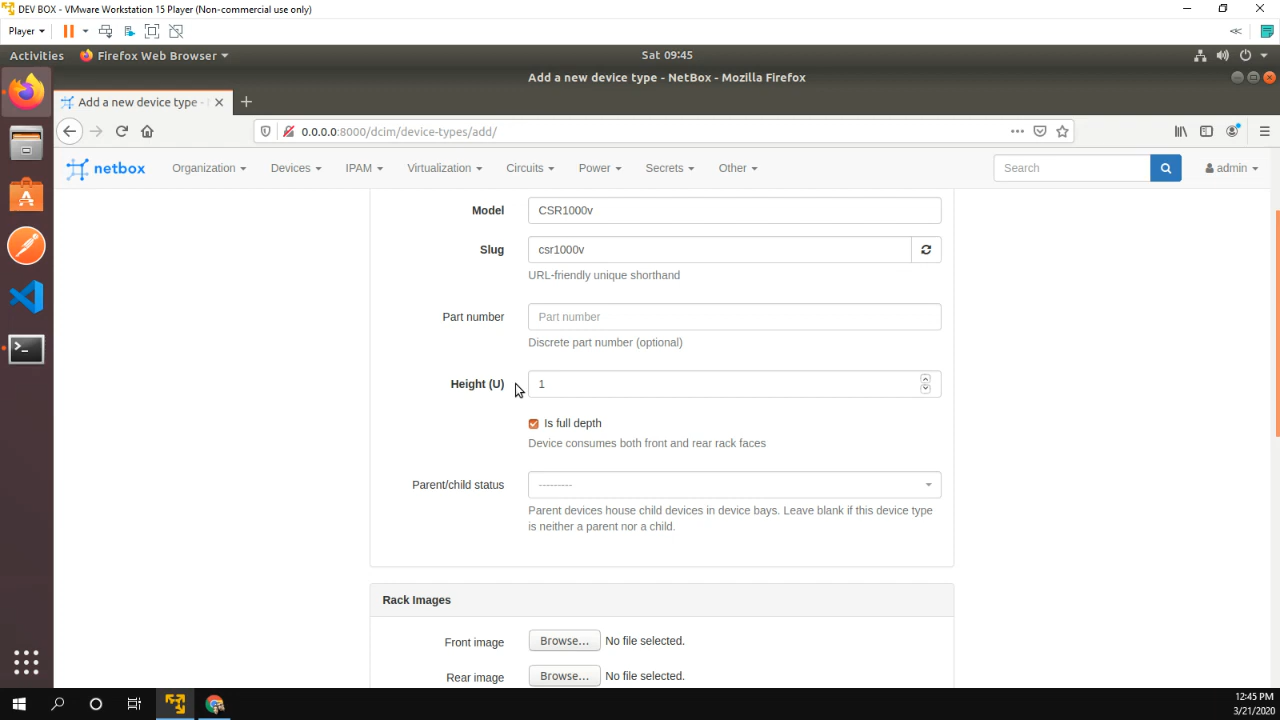 DEV BOX - VMware Workstation 15 Player (Non-commercial use only)
Player
Activities
Firefox Web Browser
Sat 09:45
Add a new device type - NetBox - Mozilla Firefox
Add a new device type -
0.0.0.0:8000/dcim/device-types/add/
netbox
Organization
Devices
IPAM
Virtualization
Circuits
Power
Secrets
Other
Search
admin
Model
CSR1000v
Slug
csr1000v
URL-friendly unique shorthand
Part number
Part number
Discrete part number (optional)
Height (U)
1
Is full depth
Device consumes both front and rear rack faces
Parent/child status
---------
Parent devices house child devices in device bays. Leave blank if this device type
is neither a parent nor a child.
Rack Images
Front image
Browse... No file selected.
Rear image
Browse... No file selected.
12:45 PM
3/21/2020